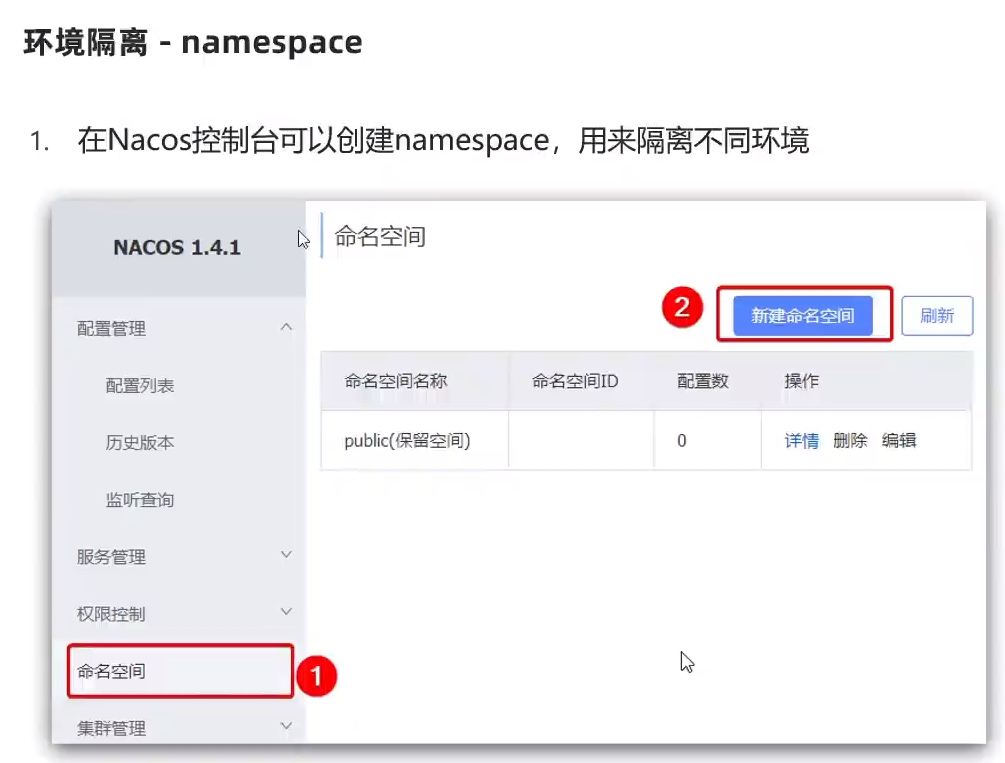 环境隔离 - namespace
1. 在Nacos控制台可以创建namespace，用来隔离不同环境
NACOS 1.4.1
命名空间
2 新建命名空间 刷新
配置管理
配置列表
历史版本
监听查询
服务管理
权限控制
命名空间 1
集群管理
命名空间名称 命名空间ID 配置数 操作
public(保留空间) 0 详情 删除 编辑